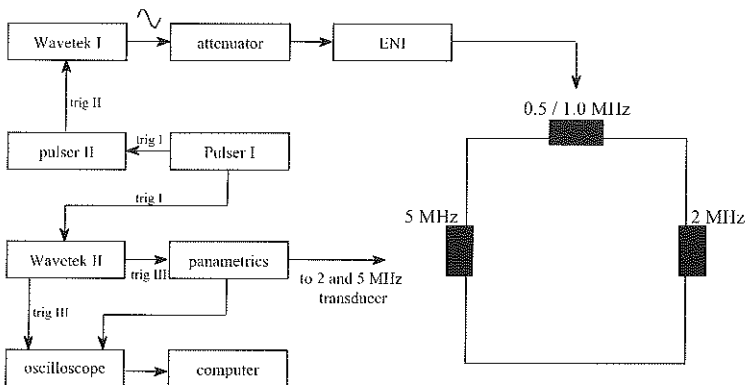 Wavetek I
attenuator
ENI
0.5 / 1.0 MHz
trig II
pulser II
trig I
Pulser I
trig I
5 MHz
2 MHz
Wavetek II
trig III
panametrics
to 2 and 5 MHz
transducer
trig III
oscilloscope
computer